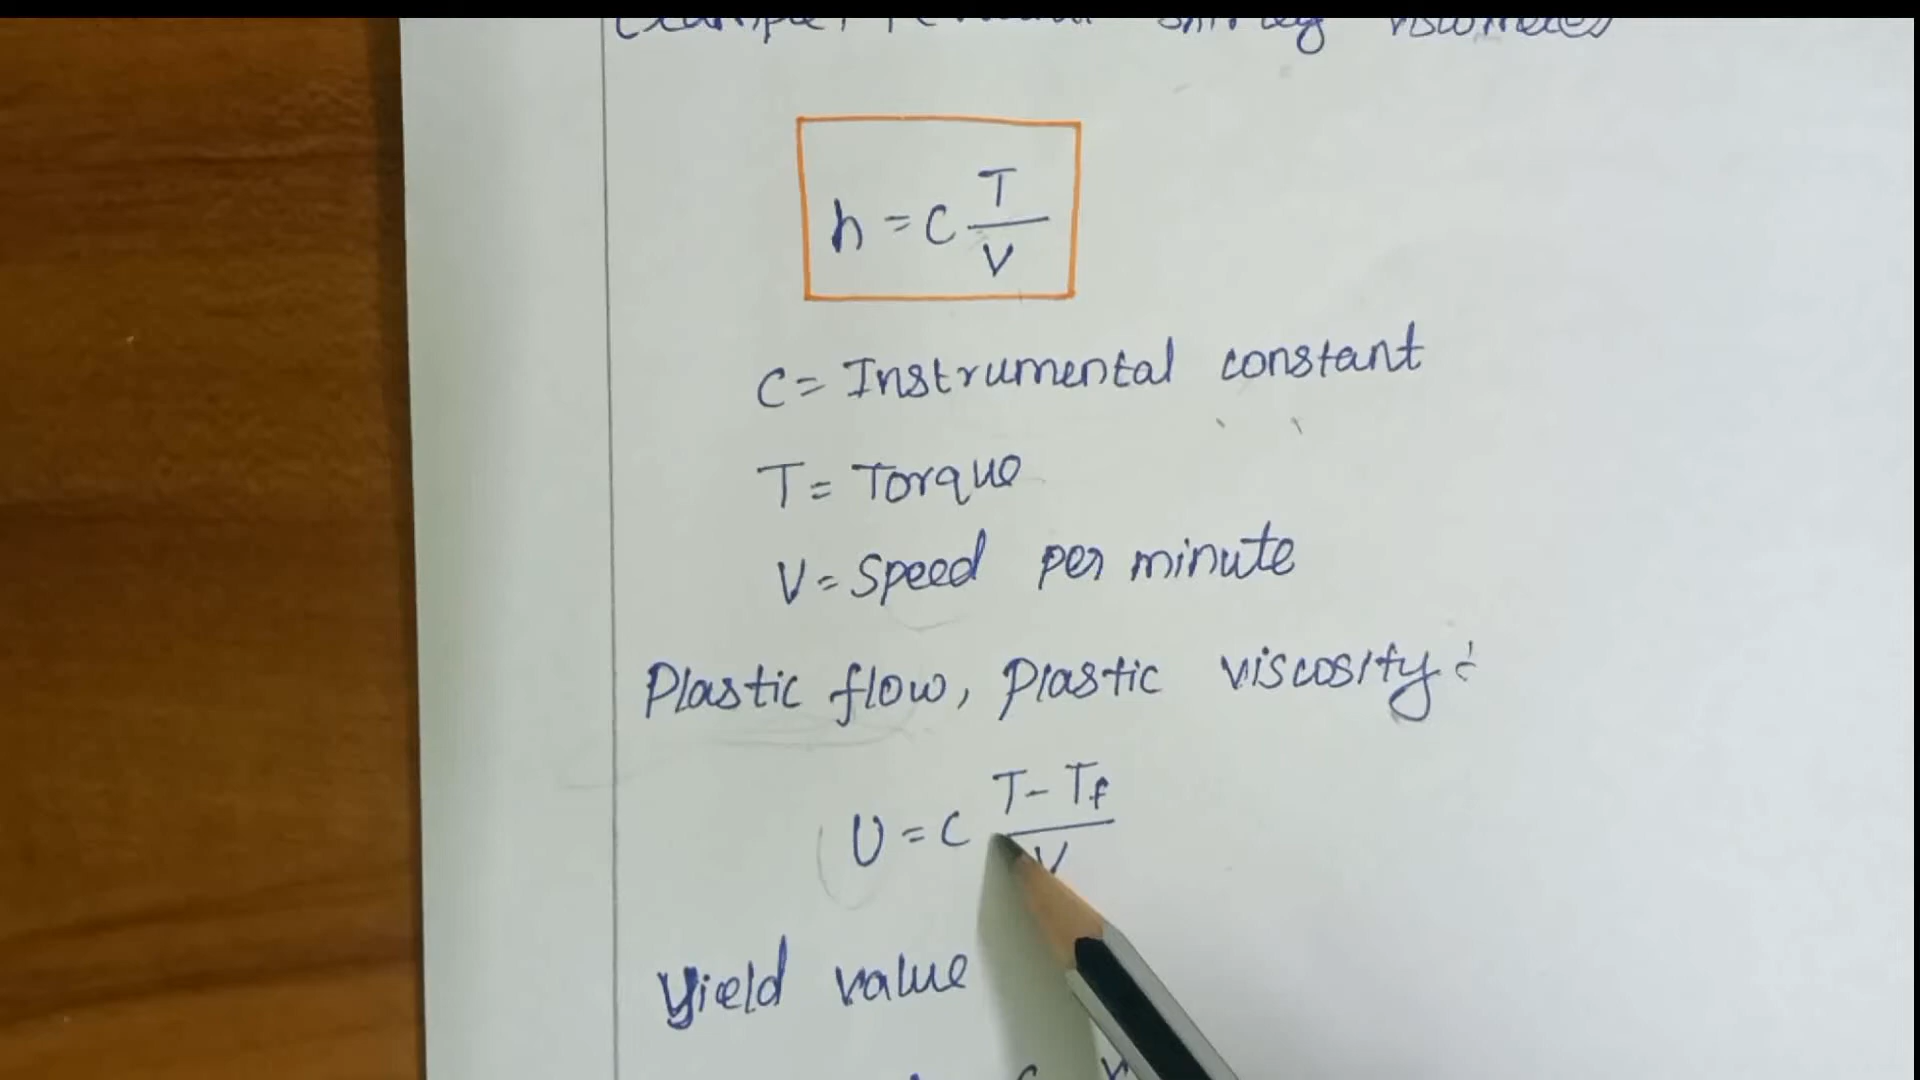 h = C T/V
C = Instrumental constant
T = Torque
V = Speed per minute
Plastic flow, Plastic viscosity :
U = C T - Tf / V
Yield value